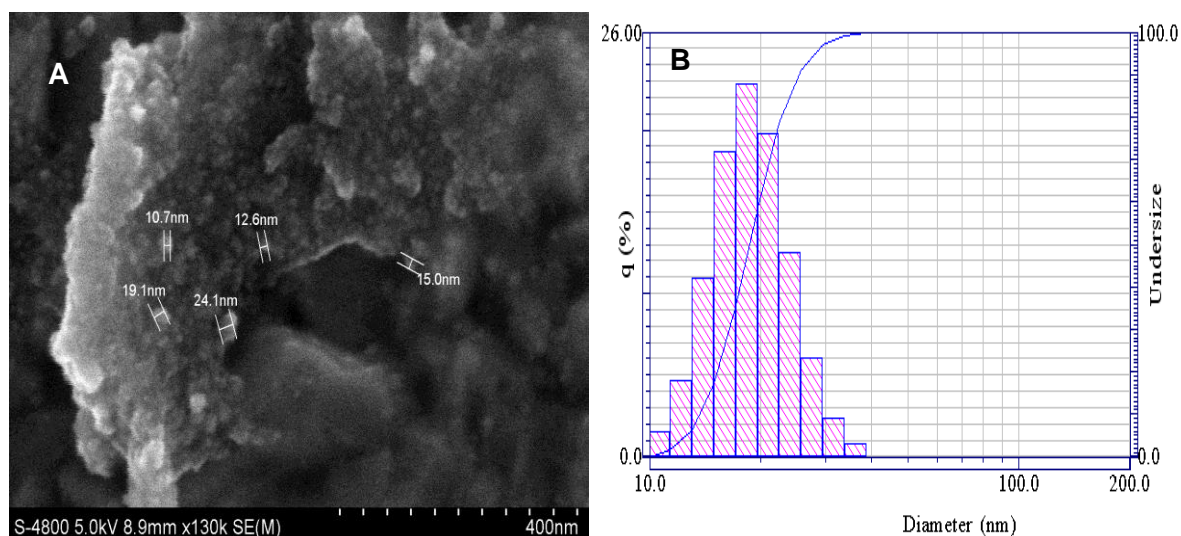 A
10.7nm
12.6nm
15.0nm
19.1nm
24.1nm
S-4800 5.0kV 8.9mm x130k SE(M)
400nm
B
26.00
100.0
q (%)
Undersize
0.0
0.0
10.0
100.0
200.0
Diameter (nm)